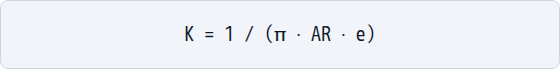 K = 1 / (π · AR · e)